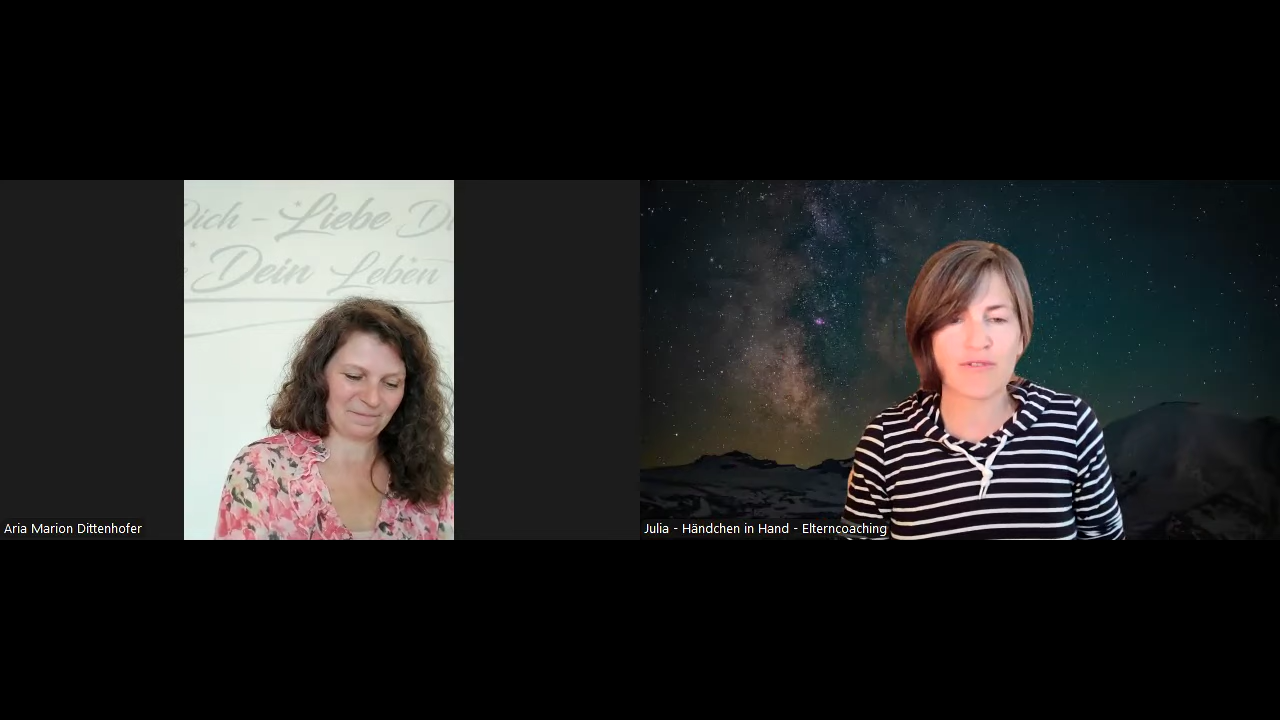 Dich - Liebe
Dein Leben
Aria Marion Dittenhofer
Julia - Händchen in Hand - Elterncoaching